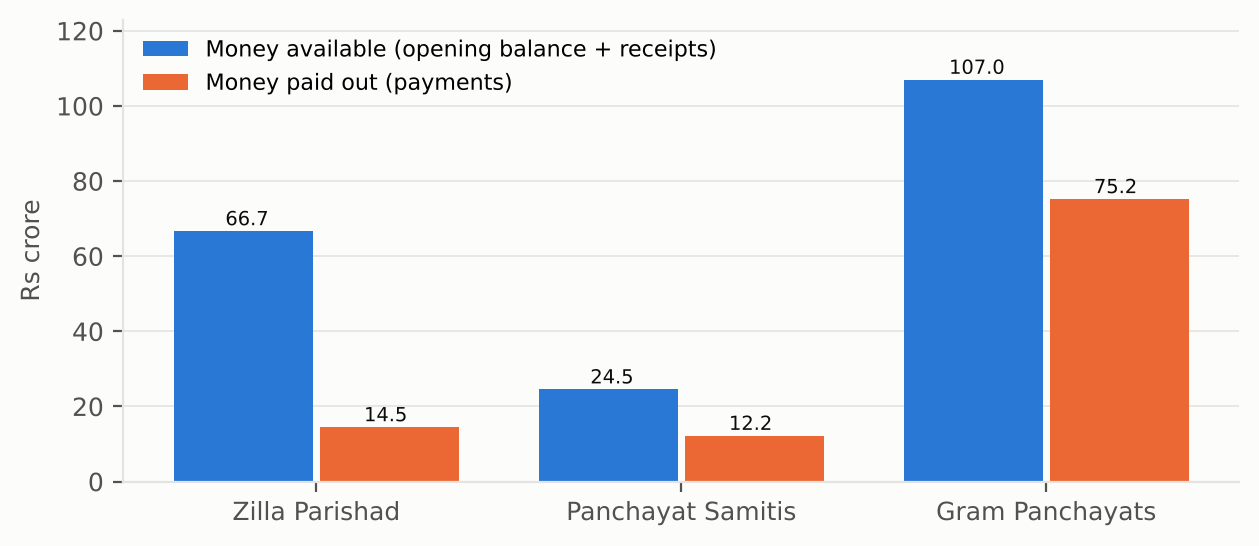 Money available (opening balance + receipts)
Money paid out (payments)
Rs crore
120
100
80
60
40
20
0
66.7
14.5
24.5
12.2
107.0
75.2
Zilla Parishad
Panchayat Samitis
Gram Panchayats